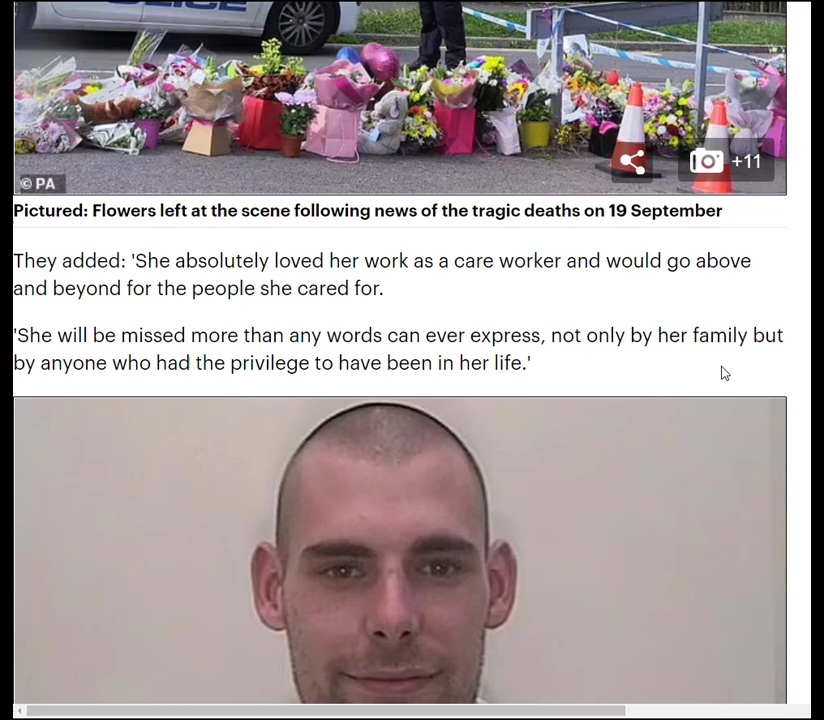 POLICE
© PA
+11
Pictured: Flowers left at the scene following news of the tragic deaths on 19 September
They added: 'She absolutely loved her work as a care worker and would go above
and beyond for the people she cared for.
'She will be missed more than any words can ever express, not only by her family but
by anyone who had the privilege to have been in her life.'